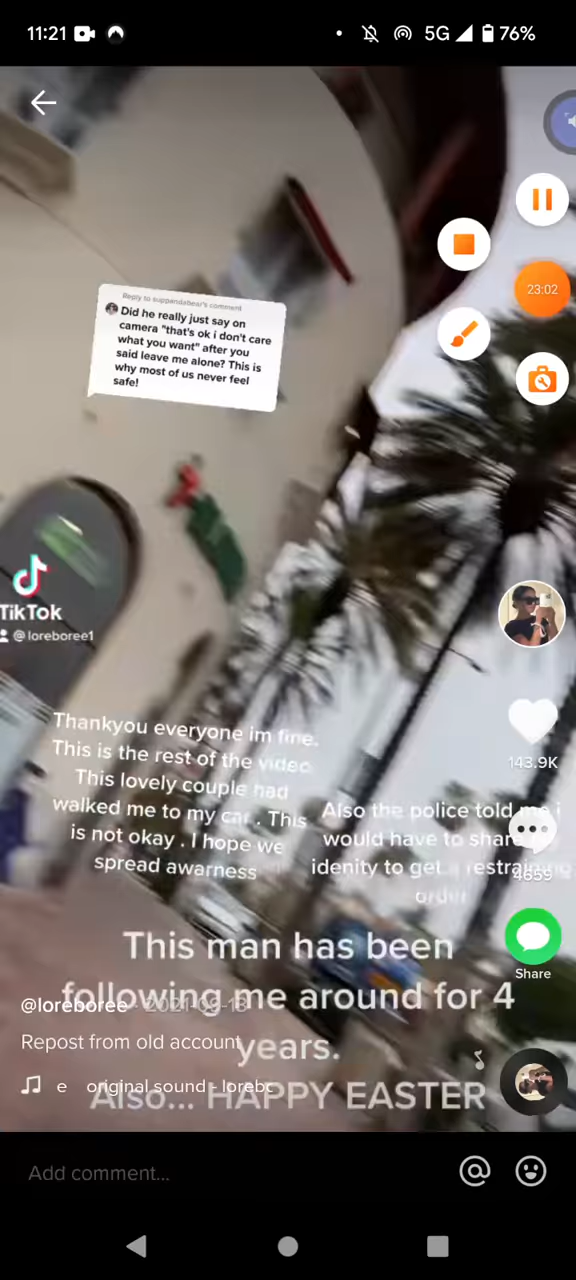 11:21
5G
76%
23:02
Reply to suppandabear's comment
Did he really just say on
camera "that's ok i don't care
what you want" after you
said leave me alone? This is
why most of us never feel
safe!
TikTok
@loreboree1
Thankyou everyone im fine.
This is the rest of the video
This lovely couple had
walked me to my car . This
is not okay . I hope we
spread awarness
Also the police told me i
would have to share
idenity to get a restraining
order
143.9K
4659
Share
This man has been
following me around for 4
years.
Also... HAPPY EASTER
@loreboree · 2021-09-18
Repost from old account
e original sound - lorebo
Add comment...